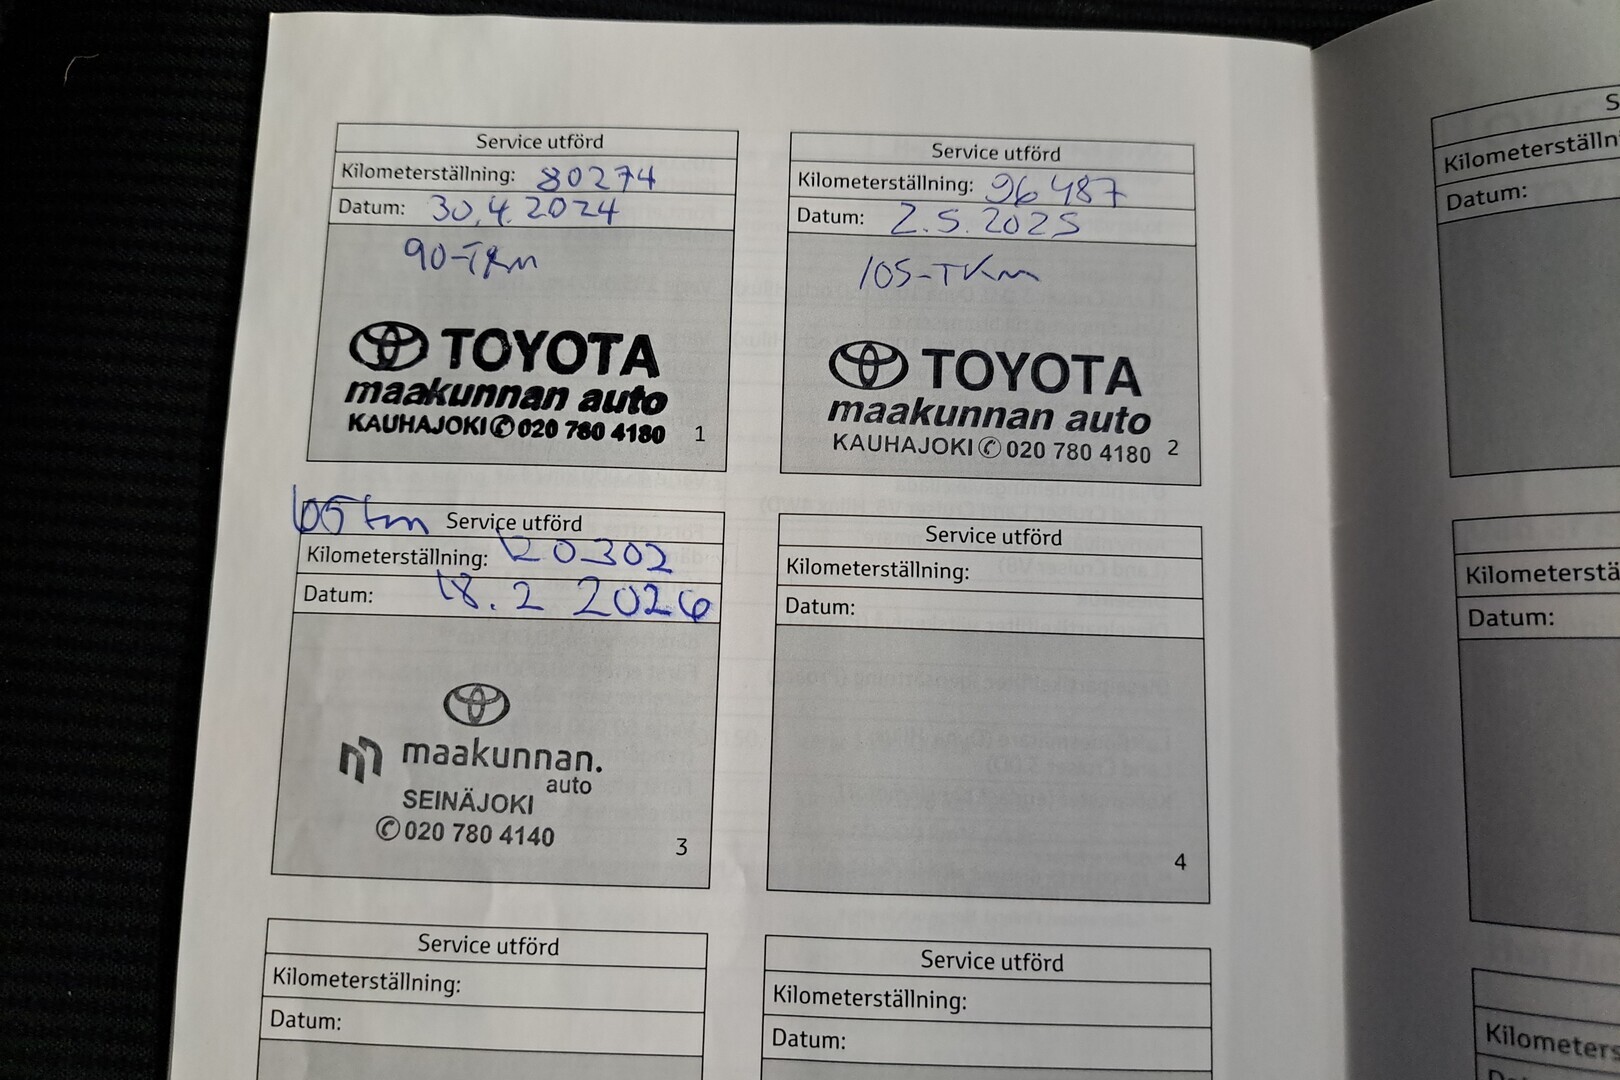 Service utförd
Kilometerställning: 80274
Datum: 30.4.2024
90-TKm
TOYOTA
maakunnan auto
KAUHAJOKI ✆ 020 780 4180
1
Service utförd
Kilometerställning: 96487
Datum: 2.5.2025
105-TKm
TOYOTA
maakunnan auto
KAUHAJOKI ✆ 020 780 4180
2
km
Service utförd
Kilometerställning: 120302
Datum: 18.2 2026
maakunnan.
auto
SEINÄJOKI
✆ 020 780 4140
3
Service utförd
Kilometerställning:
Datum:
4
Service utförd
Kilometerställning:
Datum:
Service utförd
Kilometerställning:
Datum:
S
Kilometerställn
Datum:
Kilometerstä
Datum:
Kilometers